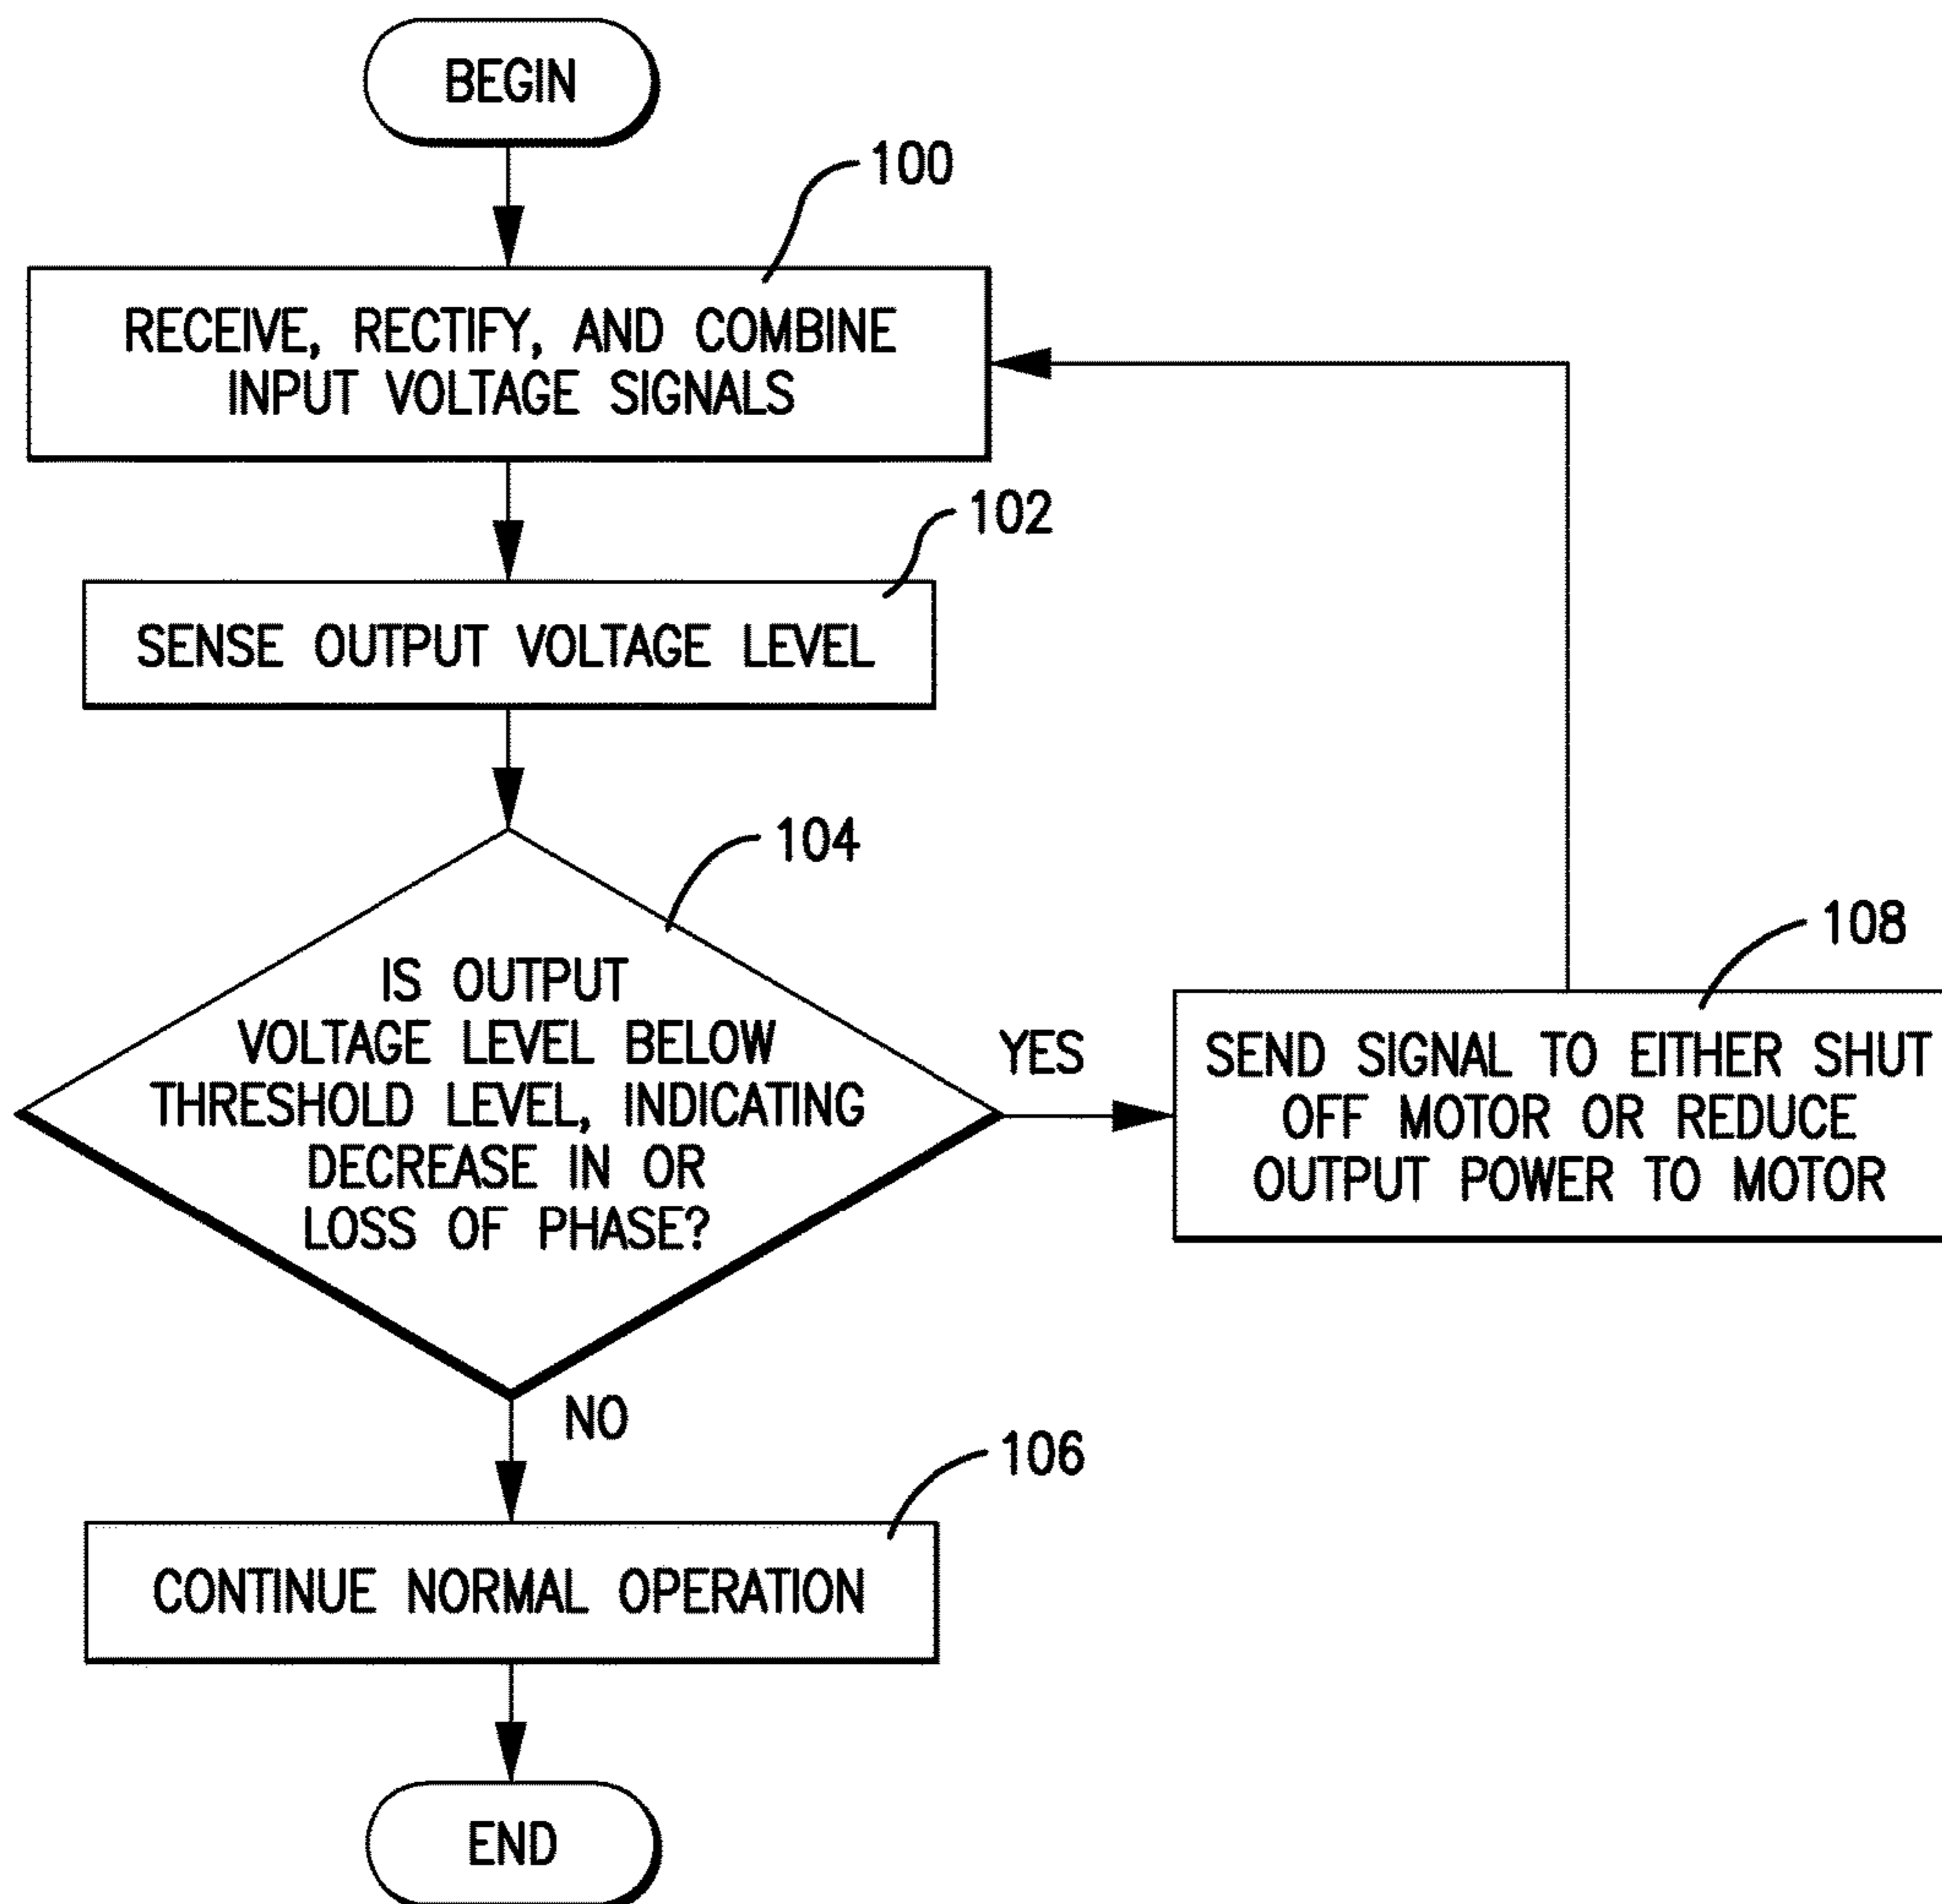 BEGIN
100
RECEIVE, RECTIFY, AND COMBINE
INPUT VOLTAGE SIGNALS
102
SENSE OUTPUT VOLTAGE LEVEL
104
IS OUTPUT
VOLTAGE LEVEL BELOW
THRESHOLD LEVEL, INDICATING
DECREASE IN OR
LOSS OF PHASE?
YES
108
SEND SIGNAL TO EITHER SHUT
OFF MOTOR OR REDUCE
OUTPUT POWER TO MOTOR
NO
106
CONTINUE NORMAL OPERATION
END